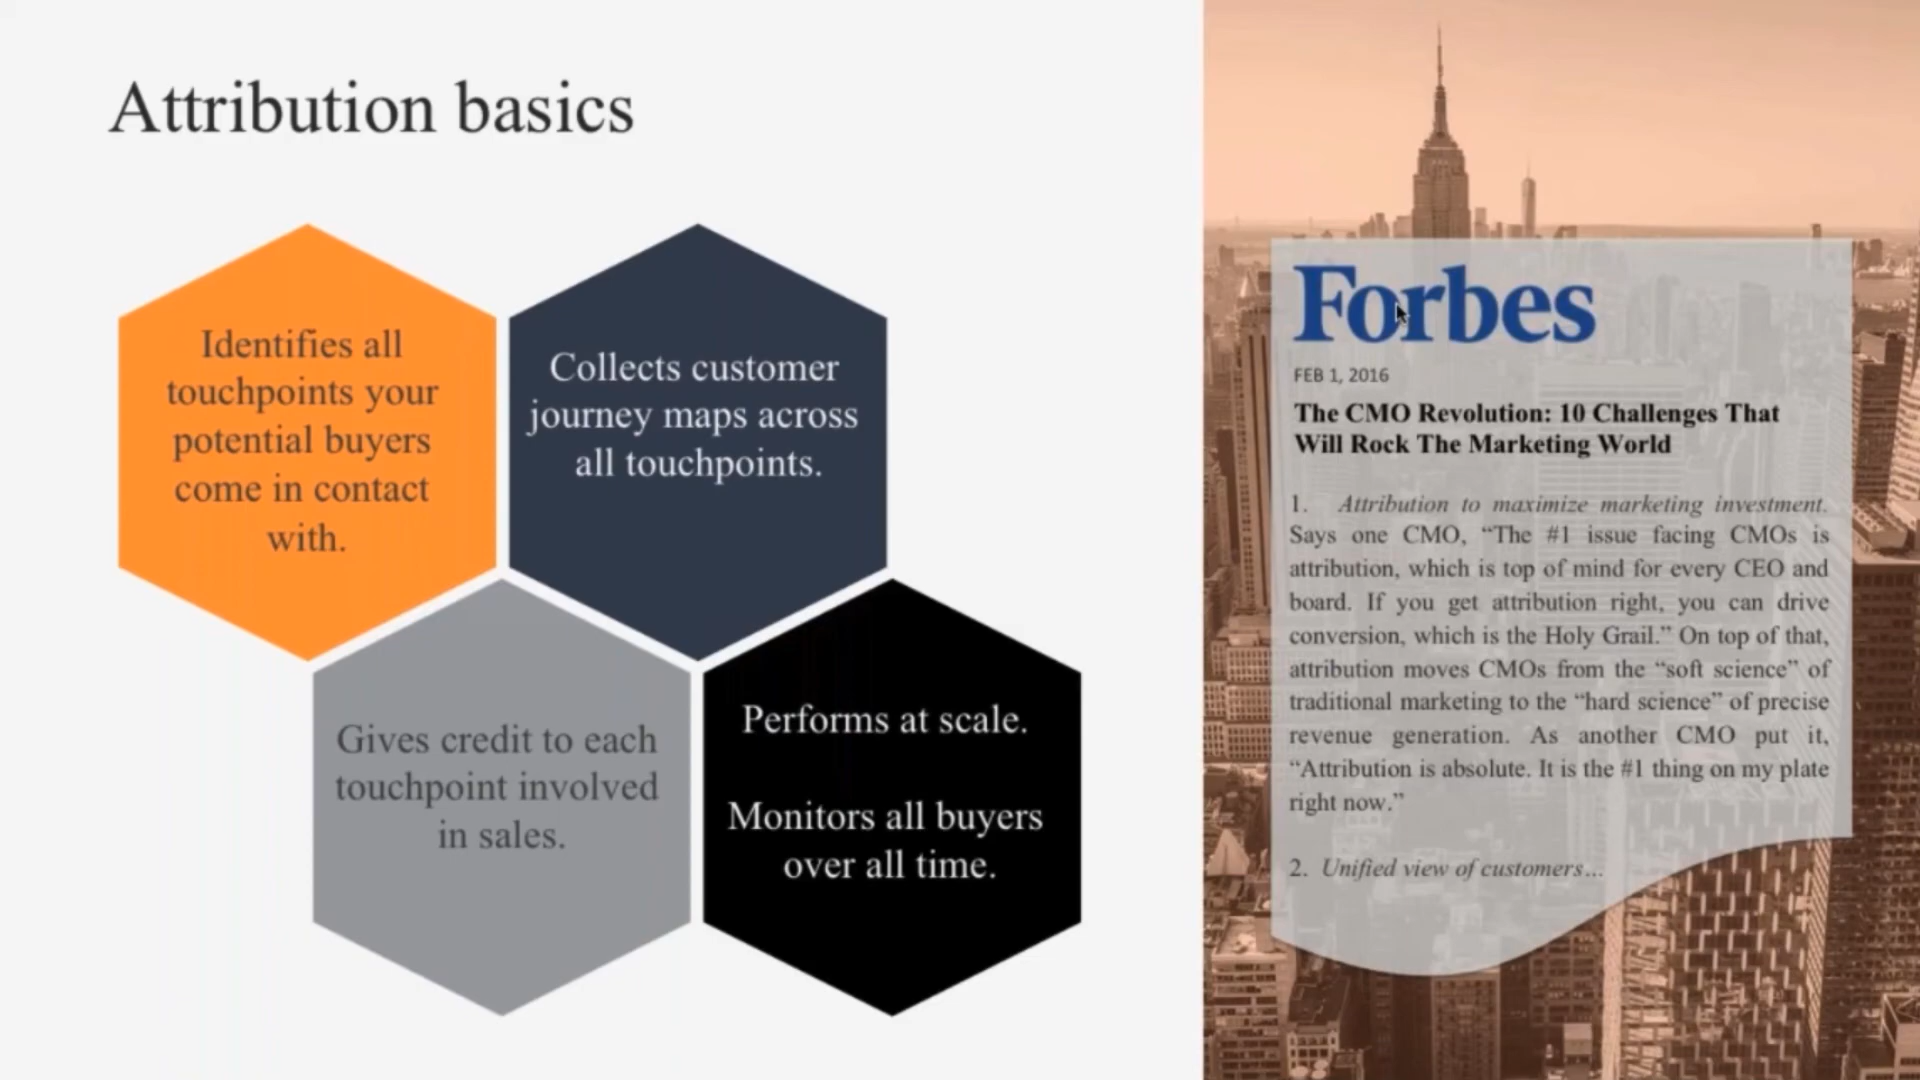 Attribution basics
Identifies all
touchpoints your
potential buyers
come in contact
with.
Collects customer
journey maps across
all touchpoints.
Gives credit to each
touchpoint involved
in sales.
Performs at scale.
Monitors all buyers
over all time.
Forbes
FEB 1, 2016
The CMO Revolution: 10 Challenges That
Will Rock The Marketing World
1. Attribution to maximize marketing investment.
Says one CMO, “The #1 issue facing CMOs is
attribution, which is top of mind for every CEO and
board. If you get attribution right, you can drive
conversion, which is the Holy Grail.” On top of that,
attribution moves CMOs from the “soft science” of
traditional marketing to the “hard science” of precise
revenue generation. As another CMO put it,
“Attribution is absolute. It is the #1 thing on my plate
right now.”
2. Unified view of customers...